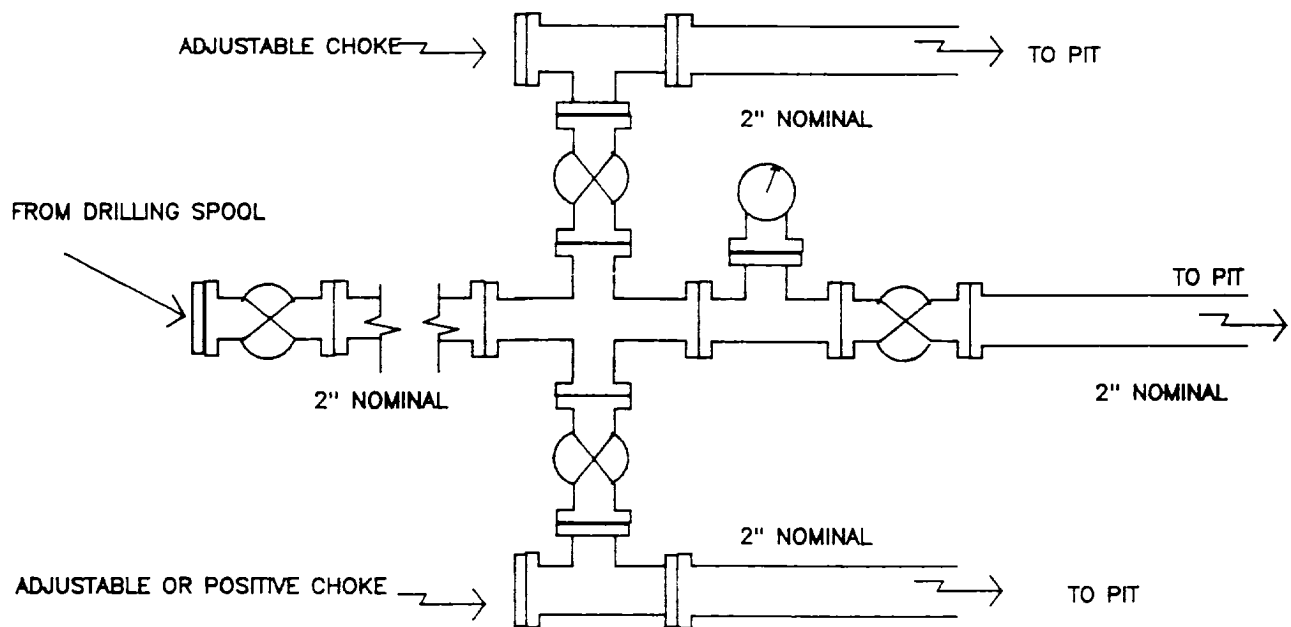 ADJUSTABLE CHOKE
TO PIT
2" NOMINAL
FROM DRILLING SPOOL
TO PIT
2" NOMINAL
2" NOMINAL
2" NOMINAL
ADJUSTABLE OR POSITIVE CHOKE
TO PIT